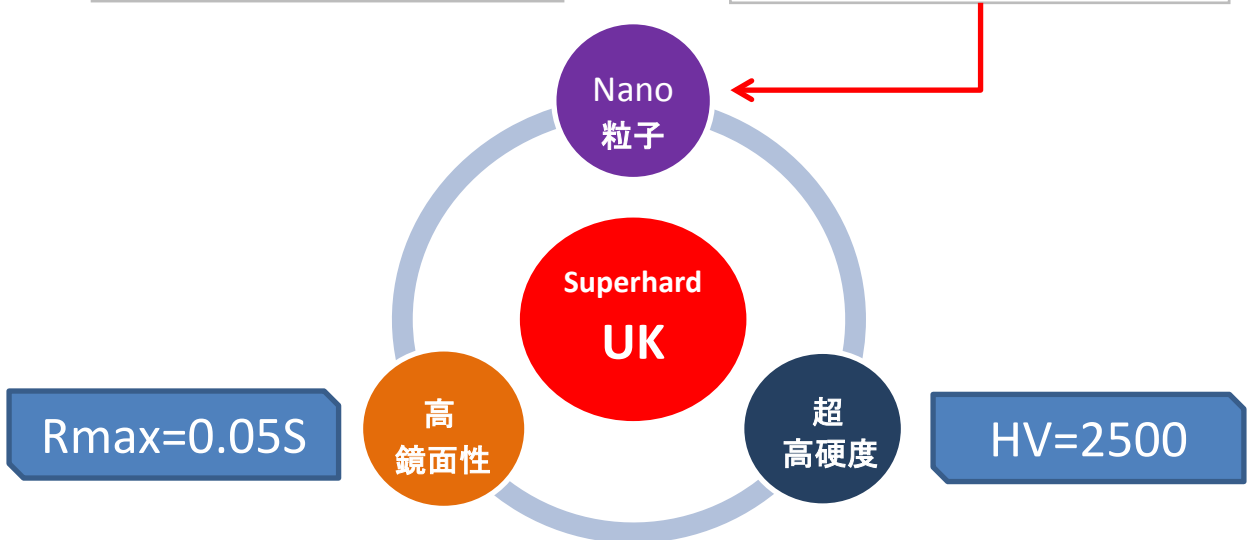 Nano
粒子
Superhard
UK
Rmax=0.05S
高
鏡面性
超
高硬度
HV=2500